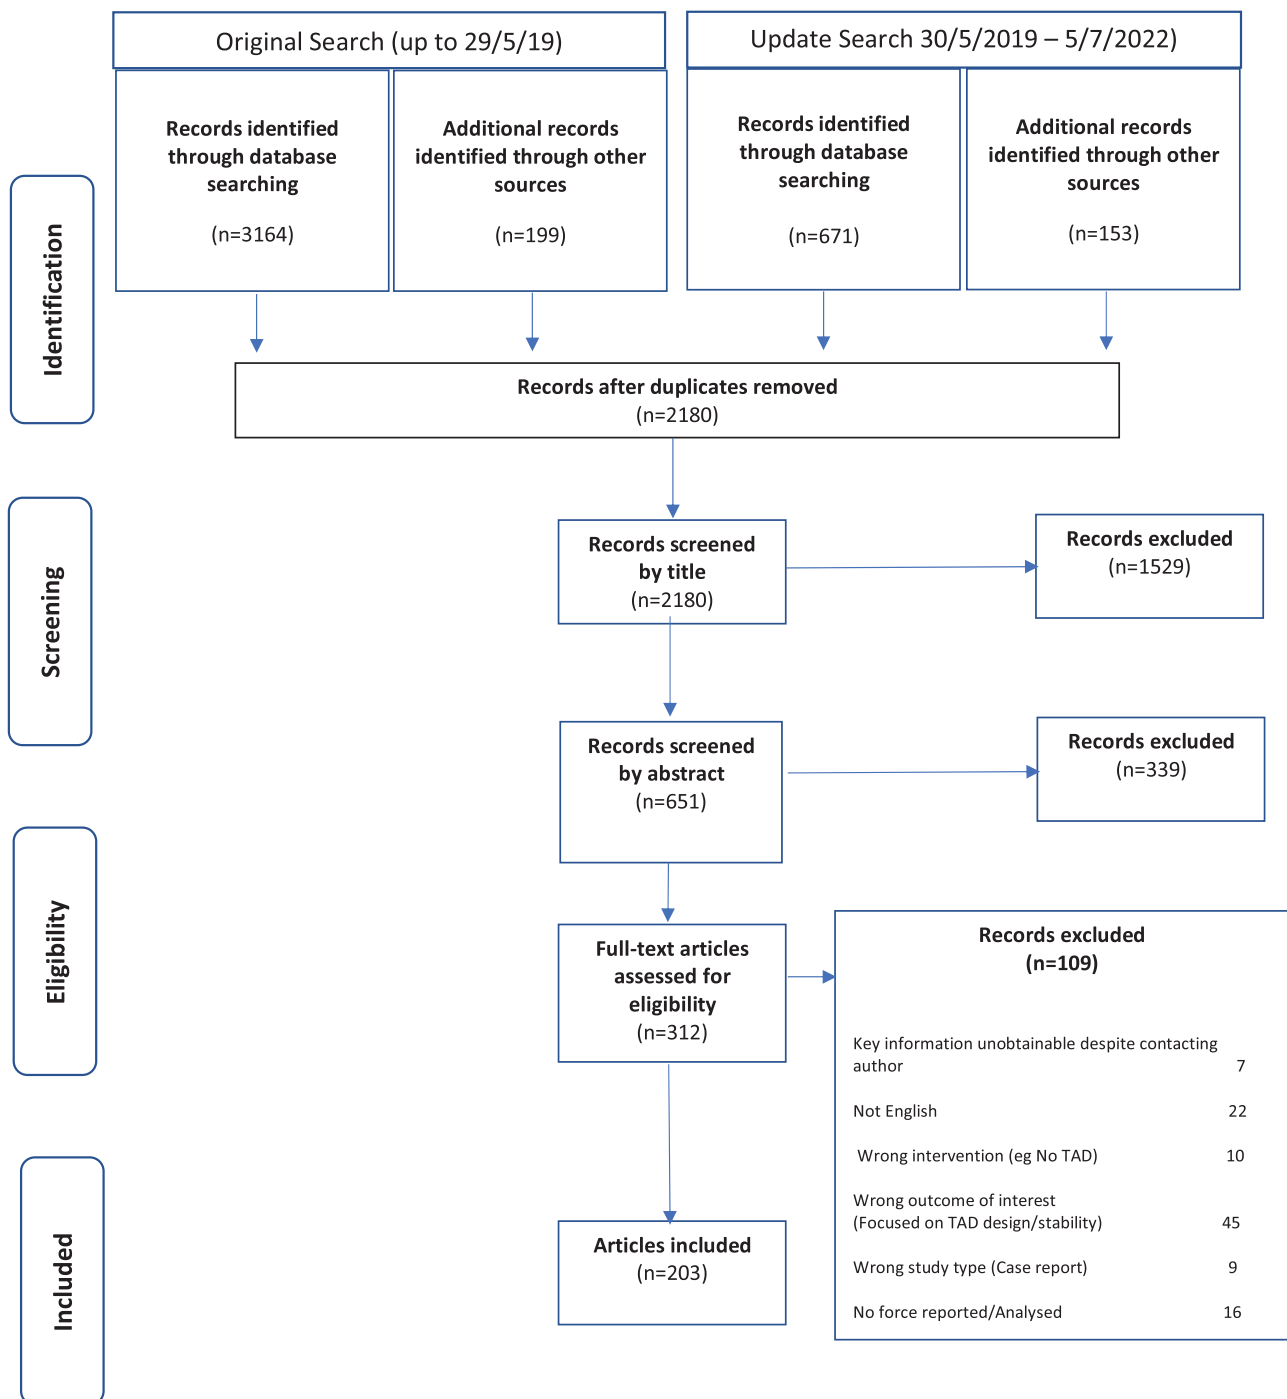 Original Search (up to 29/5/19)
Update Search 30/5/2019 – 5/7/2022)
Records identified
through database
searching
(n=3164)
Additional records
identified through other
sources
(n=199)
Records identified
through database
searching
(n=671)
Additional records
identified through other
sources
(n=153)
Identification
Records after duplicates removed
(n=2180)
Screening
Records screened
by title
(n=2180)
Records excluded
(n=1529)
Records screened
by abstract
(n=651)
Records excluded
(n=339)
Eligibility
Full-text articles
assessed for
eligibility
(n=312)
Records excluded
(n=109)
Key information unobtainable despite contacting
author 7
Not English 22
Wrong intervention (eg No TAD) 10
Wrong outcome of interest
(Focused on TAD design/stability) 45
Wrong study type (Case report) 9
No force reported/Analysed 16
Included
Articles included
(n=203)